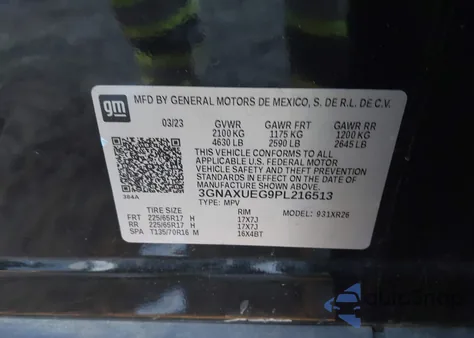 gm
MFD BY GENERAL MOTORS DE MEXICO, S. DE R.L. DE C.V.
03/23 GVWR GAWR FRT GAWR RR
2100 KG 1175 KG 1200 KG
4630 LB 2590 LB 2645 LB
THIS VEHICLE CONFORMS TO ALL
APPLICABLE U.S. FEDERAL MOTOR
VEHICLE SAFETY, BUMPER, AND
THEFT PREVENTION STANDARDS IN
EFFECT ON THE DATE OF
MANUFACTURE SHOWN ABOVE.
3GNAXUEG9PL216513
384A TYPE: MPV MODEL: 931XR26
TIRE SIZE RIM
FRT 225/65R17 H 17X7J
RR 225/65R17 H 17X7J
SPA T135/70R16 M 16X4BT